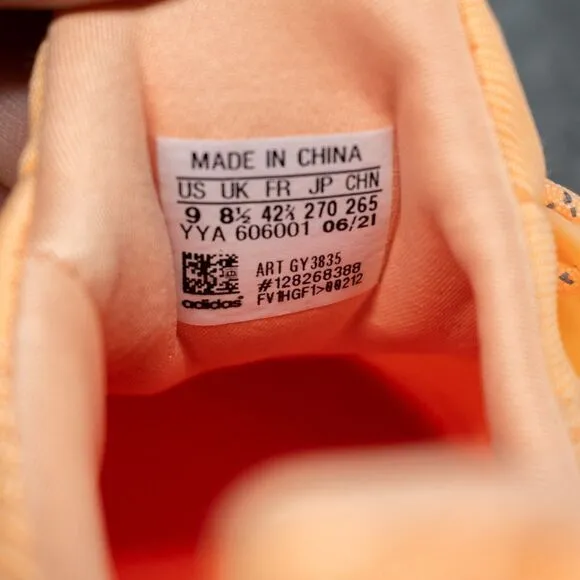 MADE IN CHINA
US UK FR JP CHN
9 8½ 42⅔ 270 265
YYA 606001 06/21
ART GY3835
#128268388
FV1HGF1>00212
adidas